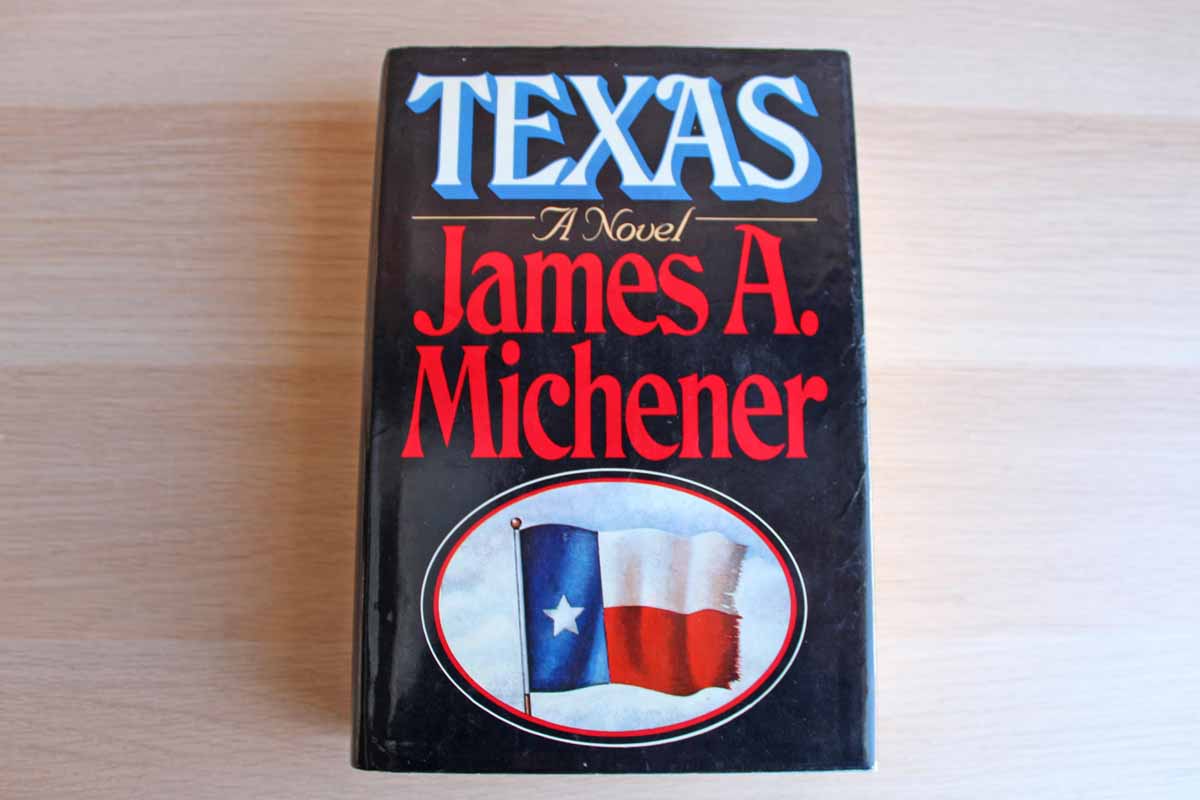 TEXAS
A Novel
James A.
Michener